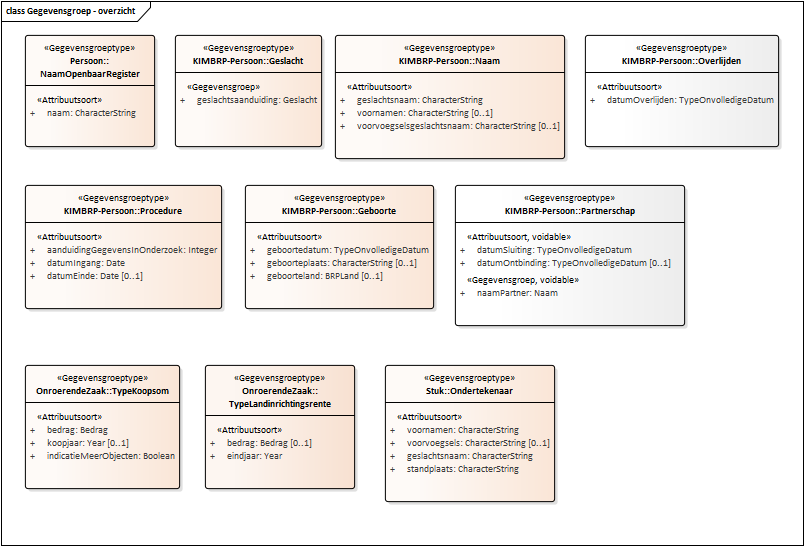 class Gegevensgroep - overzicht
«Gegevensgroeptype»
Persoon::
NaamOpenbaarRegister
«Attribuutsoort»
+ naam: CharacterString
«Gegevensgroeptype»
KIMBRP-Persoon::Geslacht
«Gegevensgroep»
+ geslachtsaanduiding: Geslacht
«Gegevensgroeptype»
KIMBRP-Persoon::Naam
«Attribuutsoort»
+ geslachtsnaam: CharacterString
+ voornamen: CharacterString [0..1]
+ voorvoegselsgeslachtsnaam: CharacterString [0..1]
«Gegevensgroeptype»
KIMBRP-Persoon::Overlijden
«Attribuutsoort»
+ datumOverlijden: TypeOnvolledigeDatum
«Gegevensgroeptype»
KIMBRP-Persoon::Procedure
«Attribuutsoort»
+ aanduidingGegevensInOnderzoek: Integer
+ datumIngang: Date
+ datumEinde: Date [0..1]
«Gegevensgroeptype»
KIMBRP-Persoon::Geboorte
«Attribuutsoort»
+ geboortedatum: TypeOnvolledigeDatum
+ geboorteplaats: CharacterString [0..1]
+ geboorteland: BRPLand [0..1]
«Gegevensgroeptype»
KIMBRP-Persoon::Partnerschap
«Attribuutsoort, voidable»
+ datumSluiting: TypeOnvolledigeDatum
+ datumOntbinding: TypeOnvolledigeDatum [0..1]
«Gegevensgroep, voidable»
+ naamPartner: Naam
«Gegevensgroeptype»
OnroerendeZaak::TypeKoopsom
«Attribuutsoort»
+ bedrag: Bedrag
+ koopjaar: Year [0..1]
+ indicatieMeerObjecten: Boolean
«Gegevensgroeptype»
OnroerendeZaak::
TypeLandinrichtingsrente
«Attribuutsoort»
+ bedrag: Bedrag [0..1]
+ eindjaar: Year
«Gegevensgroeptype»
Stuk::Ondertekenaar
«Attribuutsoort»
+ voornamen: CharacterString
+ voorvoegsels: CharacterString [0..1]
+ geslachtsnaam: CharacterString
+ standplaats: CharacterString